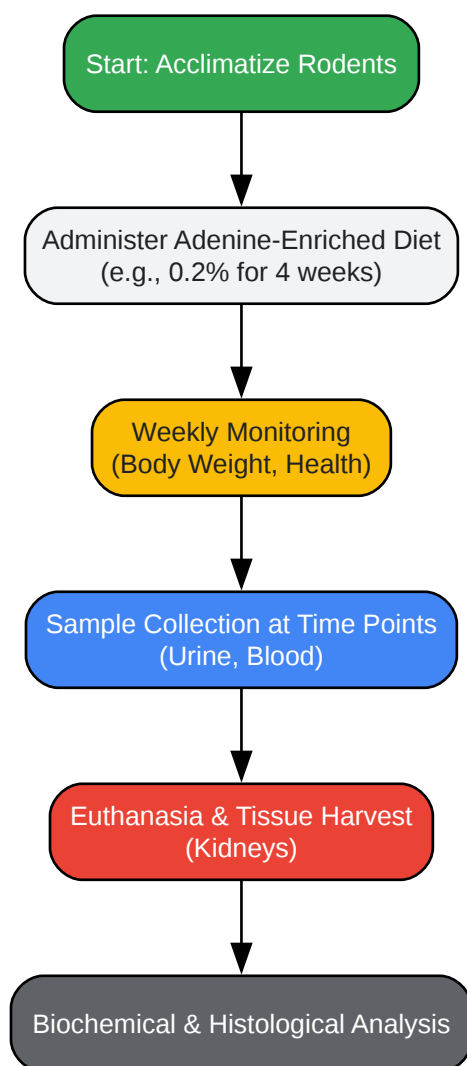 Start: Acclimatize Rodents
Administer Adenine-Enriched Diet
(e.g., 0.2% for 4 weeks)
Weekly Monitoring
(Body Weight, Health)
Sample Collection at Time Points
(Urine, Blood)
Euthanasia & Tissue Harvest
(Kidneys)
Biochemical & Histological Analysis